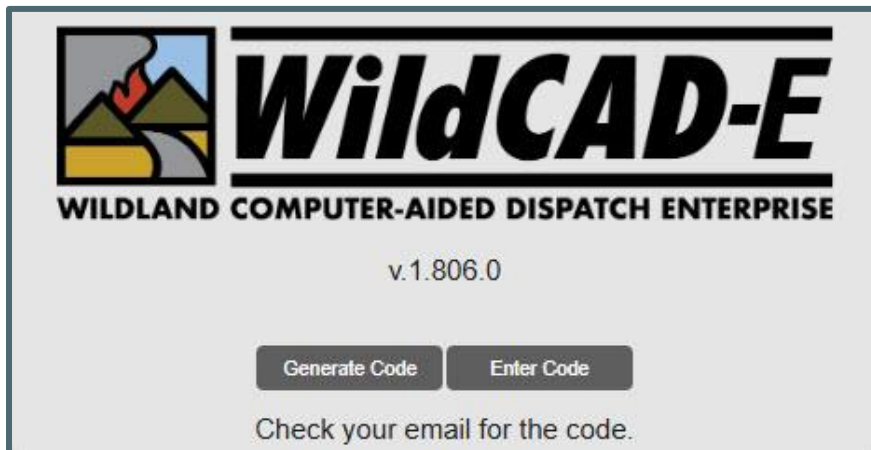 WildCAD-E
WILDLAND COMPUTER-AIDED DISPATCH ENTERPRISE
v.1.806.0
Generate Code Enter Code
Check your email for the code.